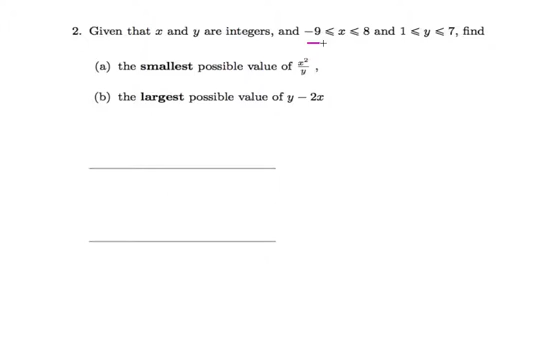 2. Given that x and y are integers, and −9 ⩽ x ⩽ 8 and 1 ⩽ y ⩽ 7, find
(a) the smallest possible value of x²/y ,
(b) the largest possible value of y − 2x